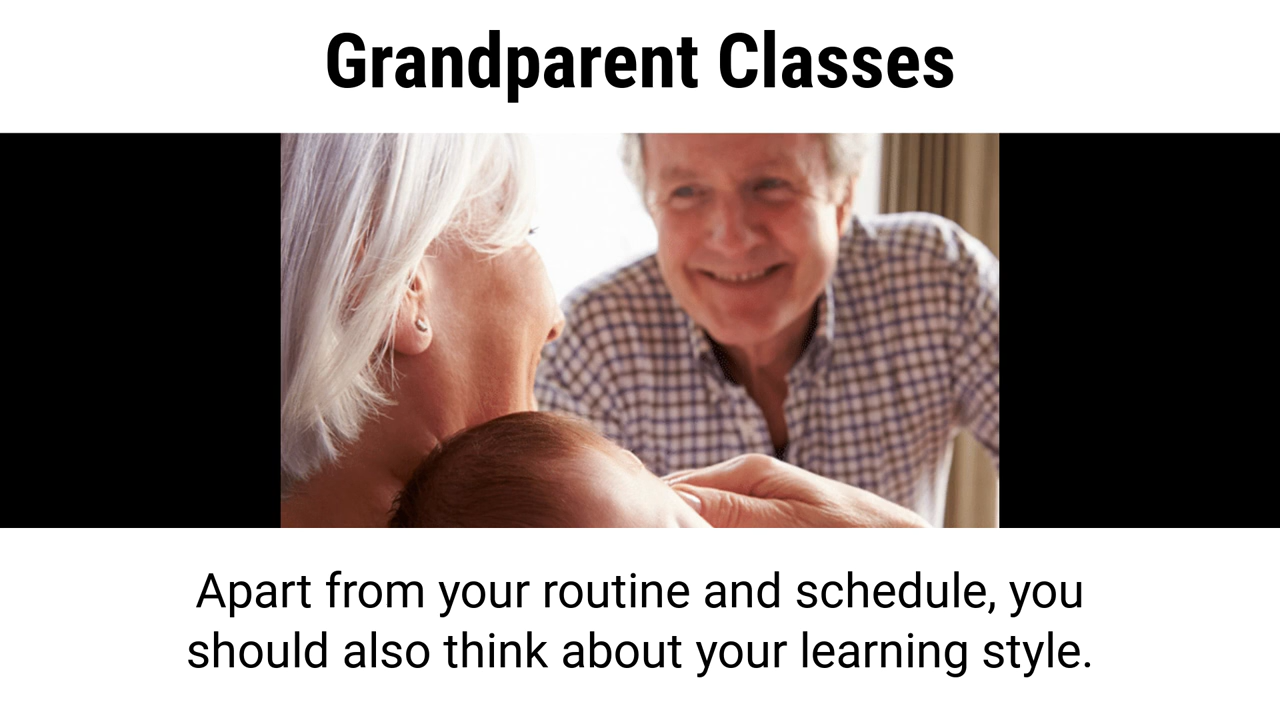 Grandparent Classes
Apart from your routine and schedule, you
should also think about your learning style.